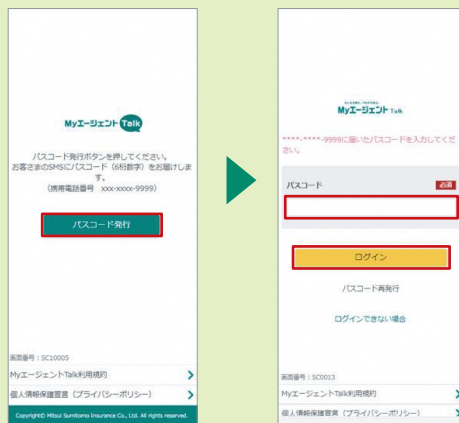 Myエージェント Talk
パスコード発行ボタンを押してください。
お客さまのSMSにパスコード（6桁数字）をお届けしま
す。
（携帯電話番号 xxx-xxxx-9999）
パスコード発行
画面番号：SC10005
MyエージェントTalk利用規約
個人情報保護宣言（プライバシーポリシー）
Copyright© Mitsui Sumitomo Insurance Co., Ltd. All rights reserved.
Myエージェント Talk
****-****-9999に届いたパスコードを入力してくだ
さい。
パスコード 必須
ログイン
パスコード再発行
ログインできない場合
画面番号：SC0013
MyエージェントTalk利用規約
個人情報保護宣言（プライバシーポリシー）